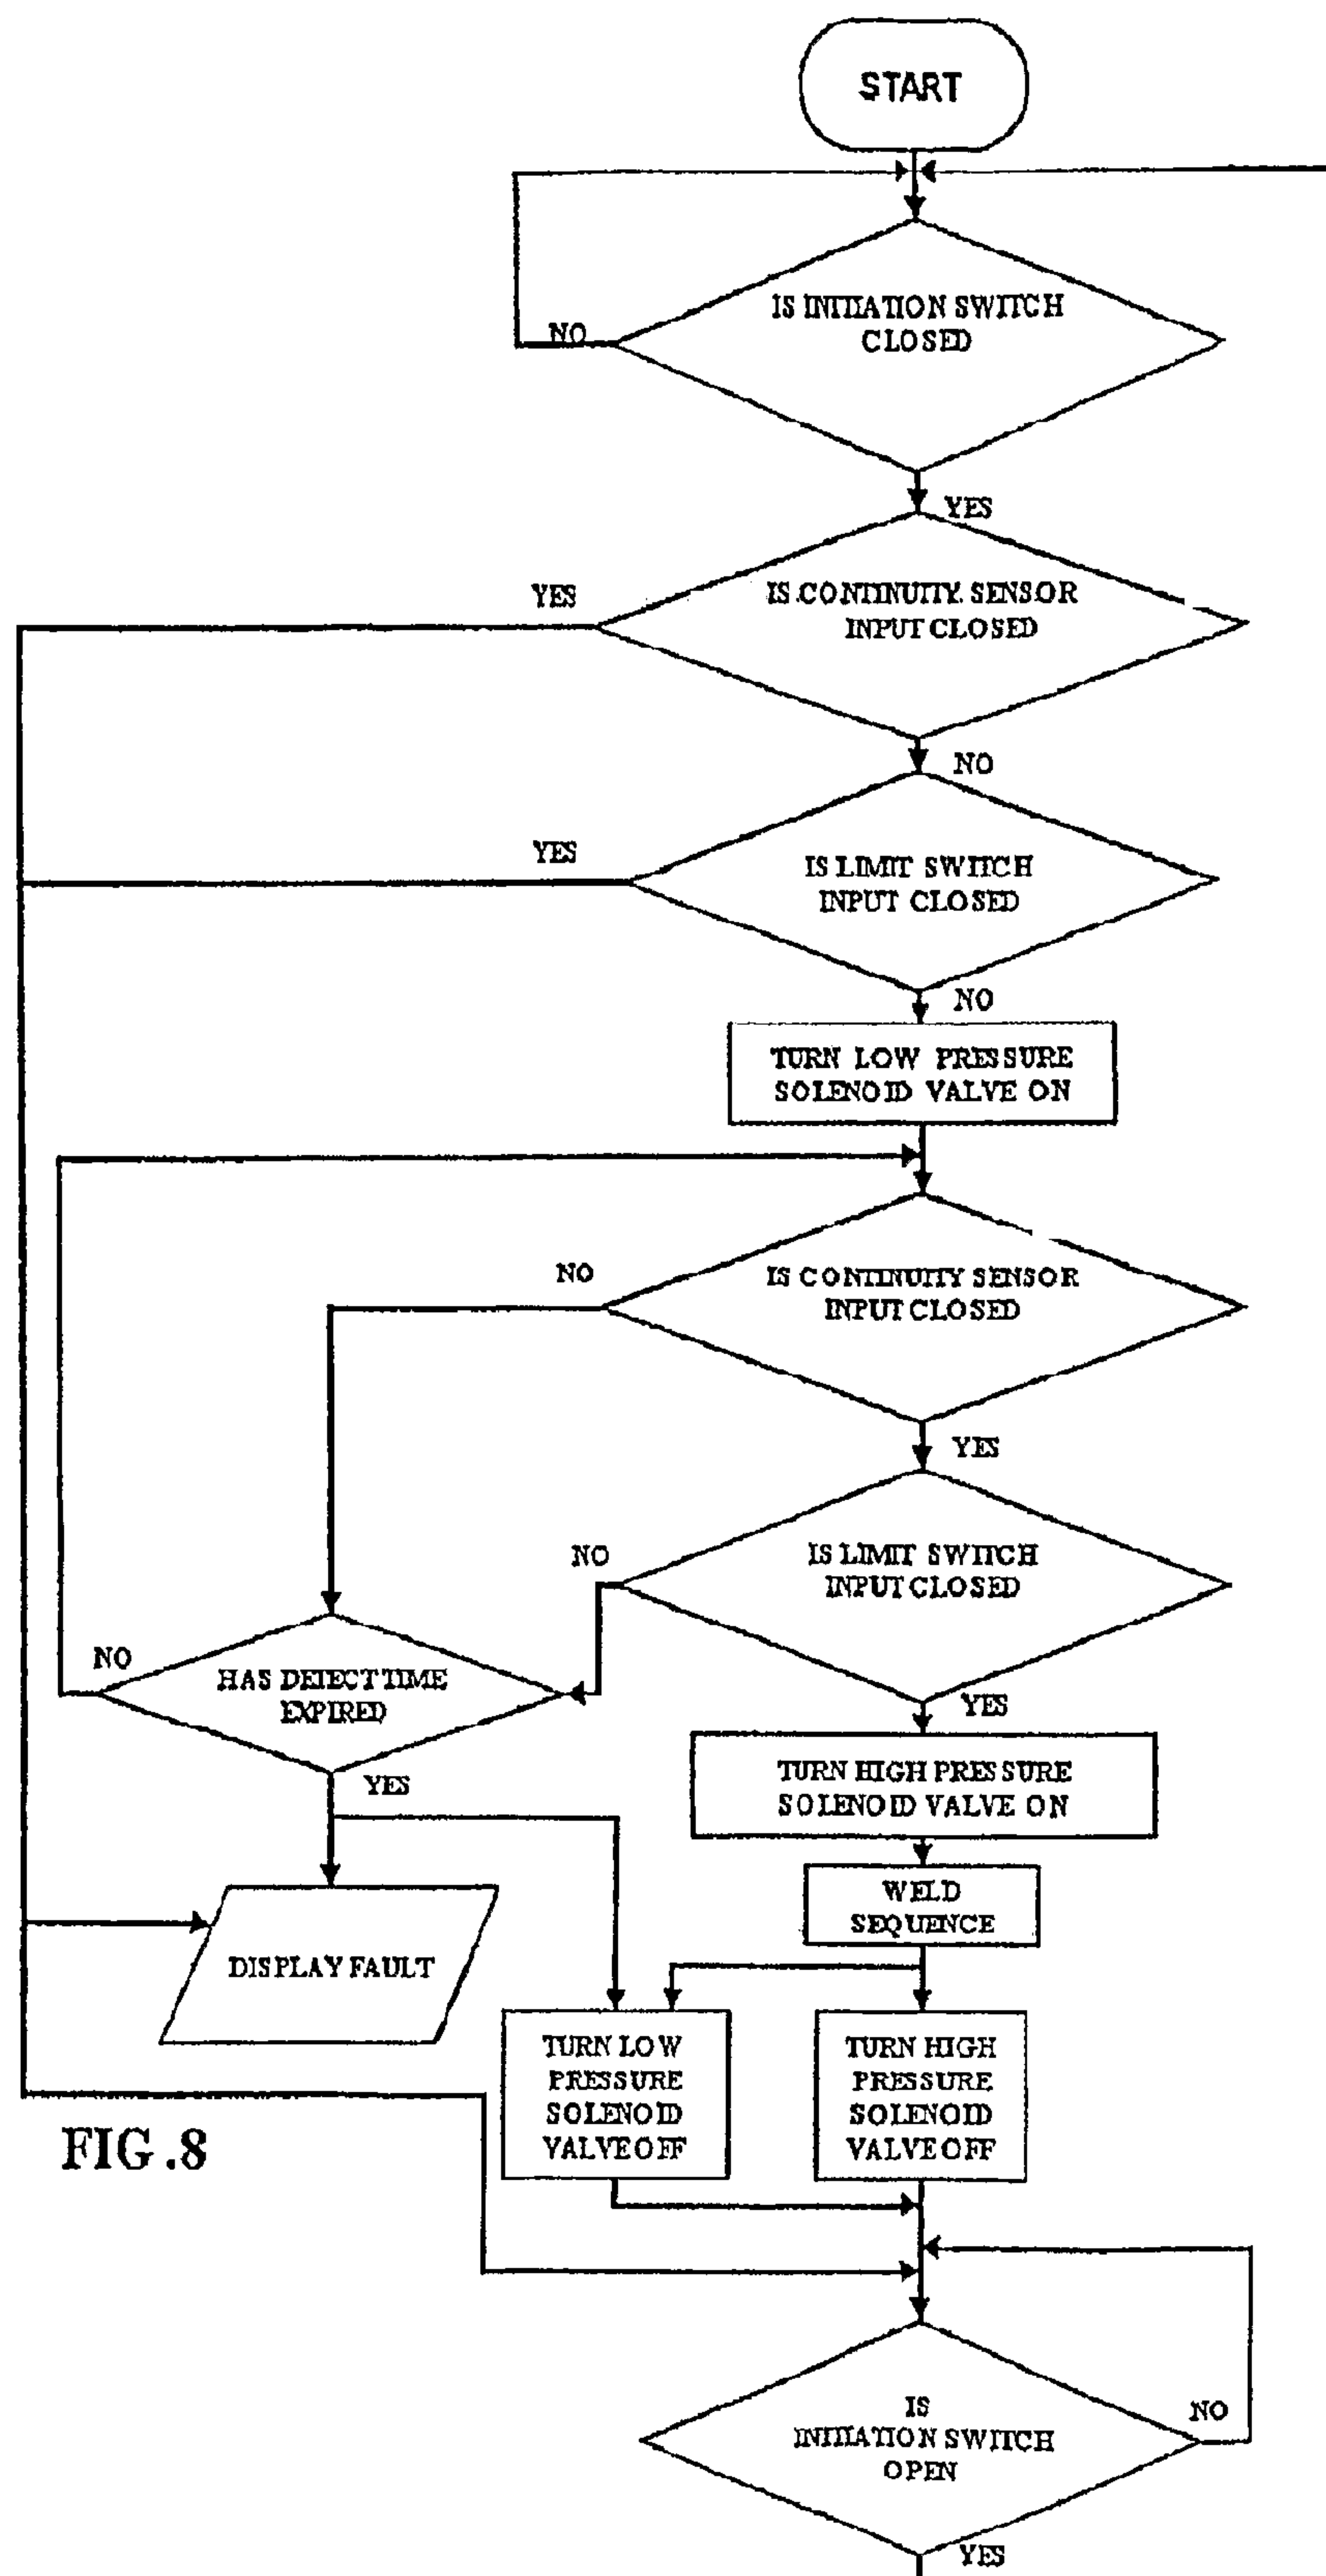 START
IS INITIATION SWITCH
CLOSED
NO
YES
YES
IS CONTINUITY SENSOR
INPUT CLOSED
NO
YES
IS LIMIT SWITCH
INPUT CLOSED
NO
TURN LOW PRESSURE
SOLENOID VALVE ON
NO
IS CONTINUITY SENSOR
INPUT CLOSED
YES
NO
IS LIMIT SWITCH
INPUT CLOSED
NO
HAS DETECT TIME
EXPIRED
YES
YES
TURN HIGH PRESSURE
SOLENOID VALVE ON
WELD
SEQUENCE
DISPLAY FAULT
TURN LOW
PRESSURE
SOLENOID
VALVE OFF
TURN HIGH
PRESSURE
SOLENOID
VALVE OFF
FIG.8
IS
INITIATION SWITCH
OPEN
NO
YES